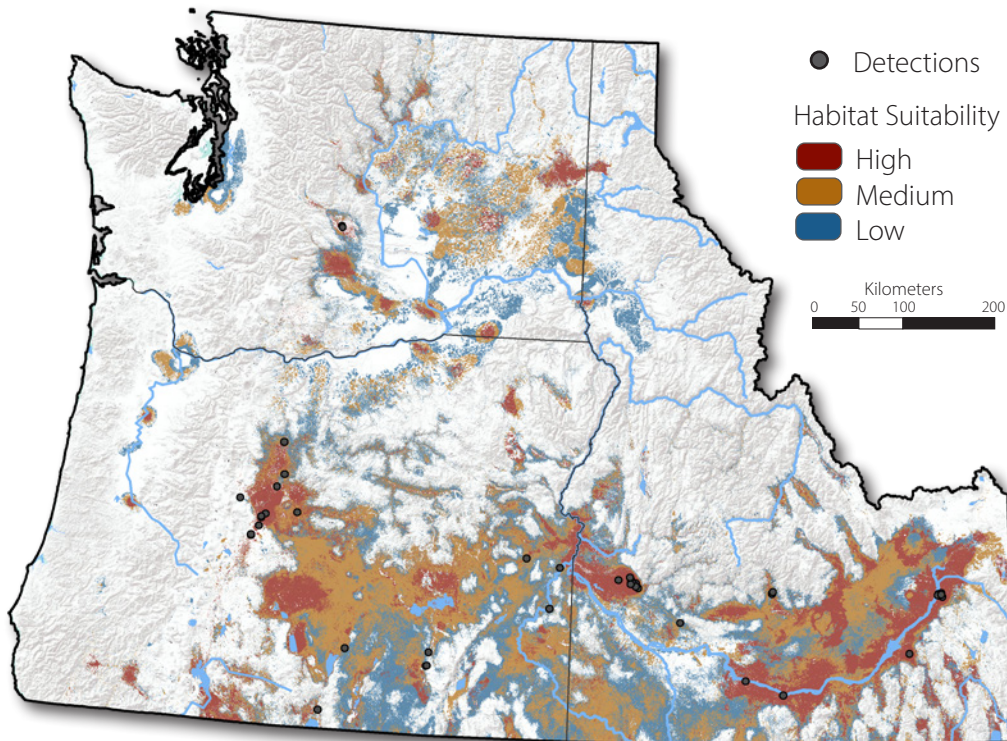 Detections
Habitat Suitability
High
Medium
Low
Kilometers
0 50 100 200